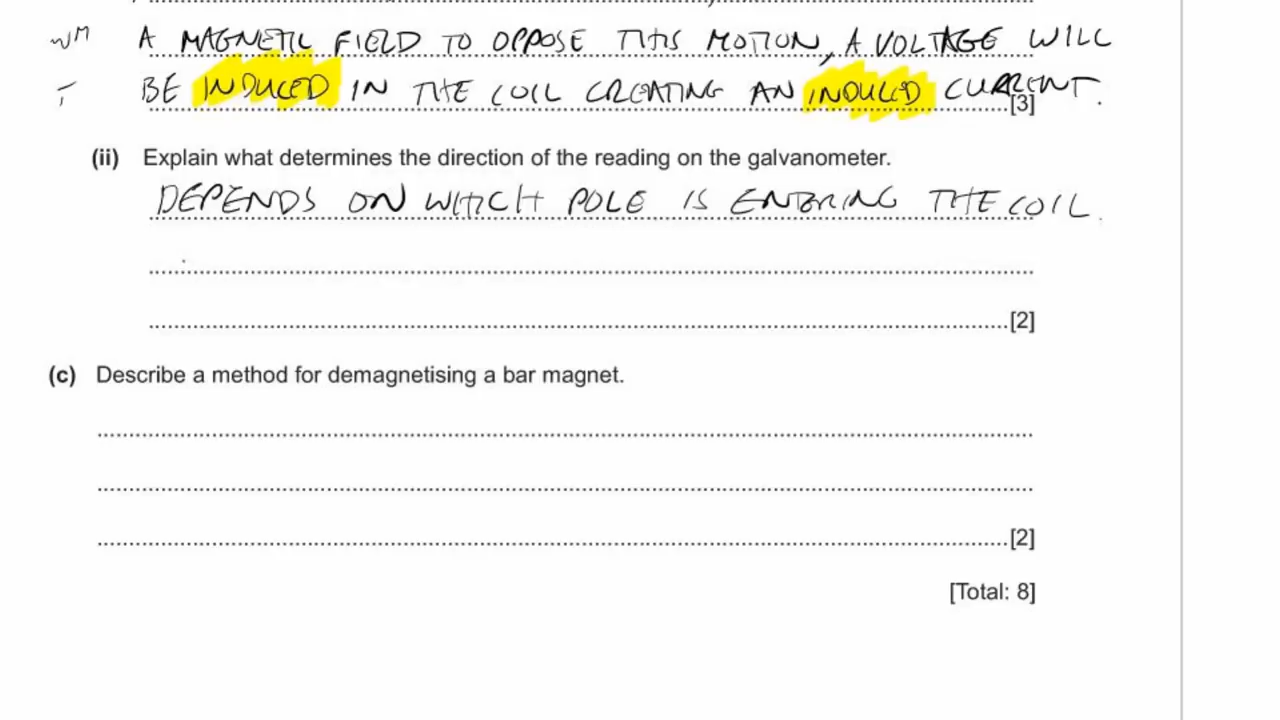 WM A MAGNETIC FIELD TO OPPOSE THIS MOTION, A VOLTAGE WILL
BE INDUCED IN THE COIL CREATING AN INDUCED CURRENT.
[3]
(ii) Explain what determines the direction of the reading on the galvanometer.
DEPENDS ON WHICH POLE IS ENTERING THE COIL.
[2]
(c) Describe a method for demagnetising a bar magnet.
[2]
[Total: 8]